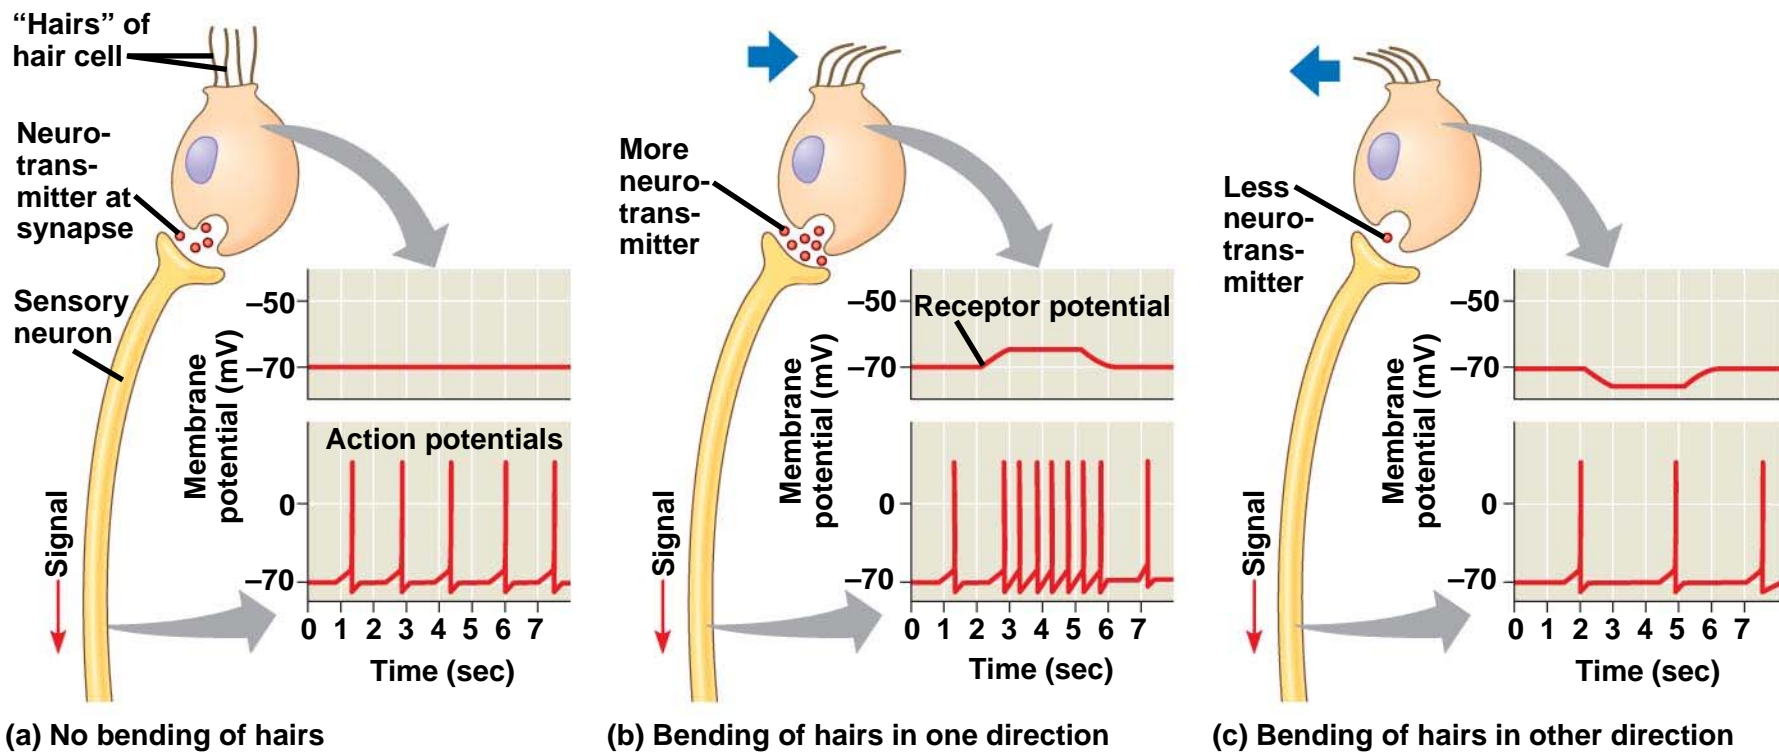 “Hairs” of
hair cell
Neuro-
trans-
mitter at
synapse
Sensory
neuron
Signal
Membrane
potential (mV)
–50
–70
Action potentials
0
–70
0 1 2 3 4 5 6 7
Time (sec)
(a) No bending of hairs
More
neuro-
trans-
mitter
Signal
Membrane
potential (mV)
–50
Receptor potential
–70
0
–70
0 1 2 3 4 5 6 7
Time (sec)
(b) Bending of hairs in one direction
Less
neuro-
trans-
mitter
Signal
Membrane
potential (mV)
–50
–70
0
–70
0 1 2 3 4 5 6 7
Time (sec)
(c) Bending of hairs in other direction